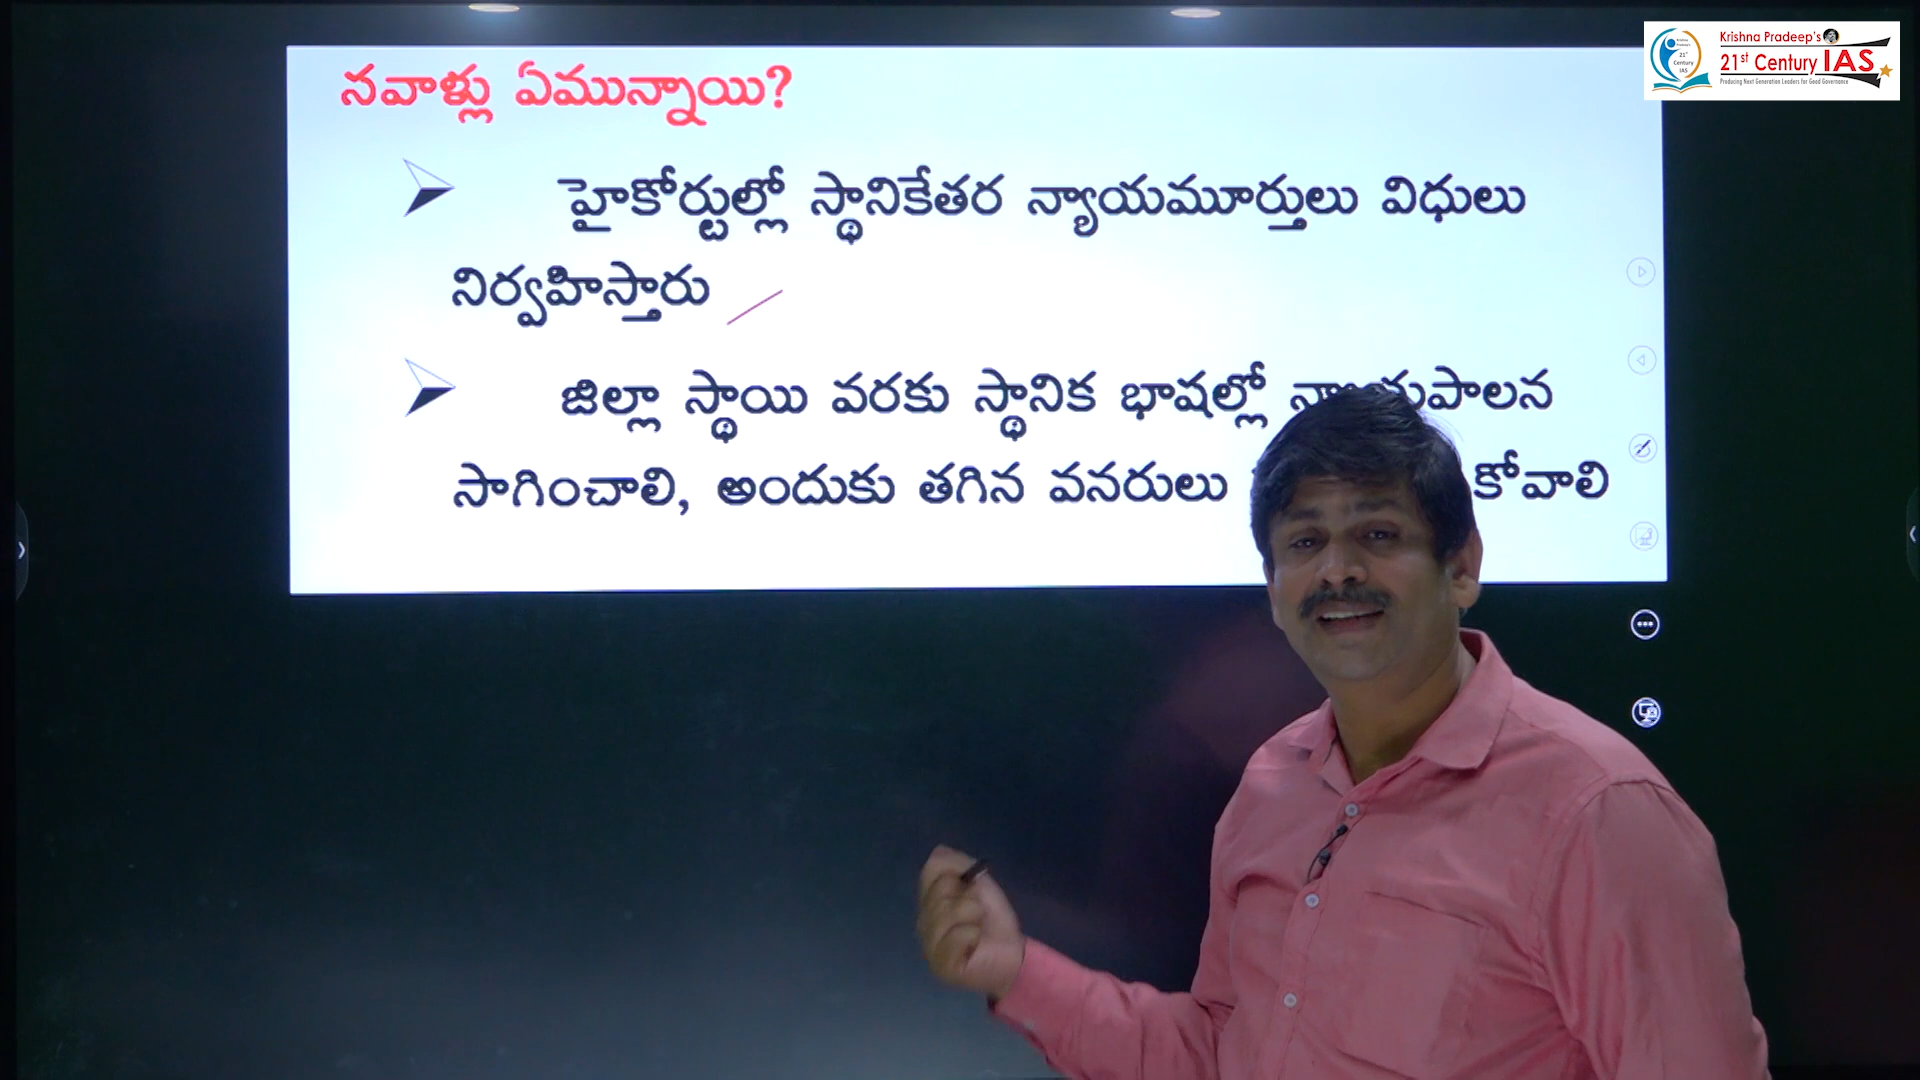 Krishna Pradeep's
21st Century IAS
Producing Next Generation Leaders for Good Governance
సవాళ్లు ఏమున్నాయి?
హైకోర్టుల్లో స్థానికేతర న్యాయమూర్తులు విధులు
నిర్వహిస్తారు
జిల్లా స్థాయి వరకు స్థానిక భాషల్లో
సాగించాలి, అందుకు తగిన వనరులు